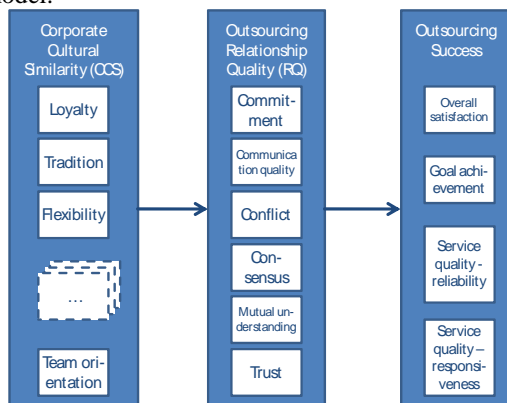 model.
Corporate
Cultural
Similarity (CCS)
Loyalty
Tradition
Flexibility
...
Team ori-
entation
Outsourcing
Relationship
Quality (RQ)
Commit-
ment
Communica
tion quality
Conflict
Con-
sensus
Mutual un-
derstanding
Trust
Outsourcing
Success
Overall
satisfaction
Goal achi-
evement
Service
quality -
reliability
Service
quality –
responsi-
veness